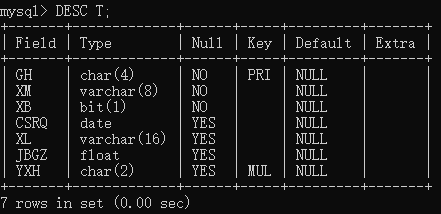 mysql> DESC T;
+-------+-------------+------+-----+---------+-------+
| Field | Type        | Null | Key | Default | Extra |
+-------+-------------+------+-----+---------+-------+
| GH    | char(4)     | NO   | PRI | NULL    |       |
| XM    | varchar(8)  | NO   |     | NULL    |       |
| XB    | bit(1)      | NO   |     | NULL    |       |
| CSRQ  | date        | YES  |     | NULL    |       |
| XL    | varchar(16) | YES  |     | NULL    |       |
| JBGZ  | float       | YES  |     | NULL    |       |
| YXH   | char(2)     | YES  | MUL | NULL    |       |
+-------+-------------+------+-----+---------+-------+
7 rows in set (0.00 sec)